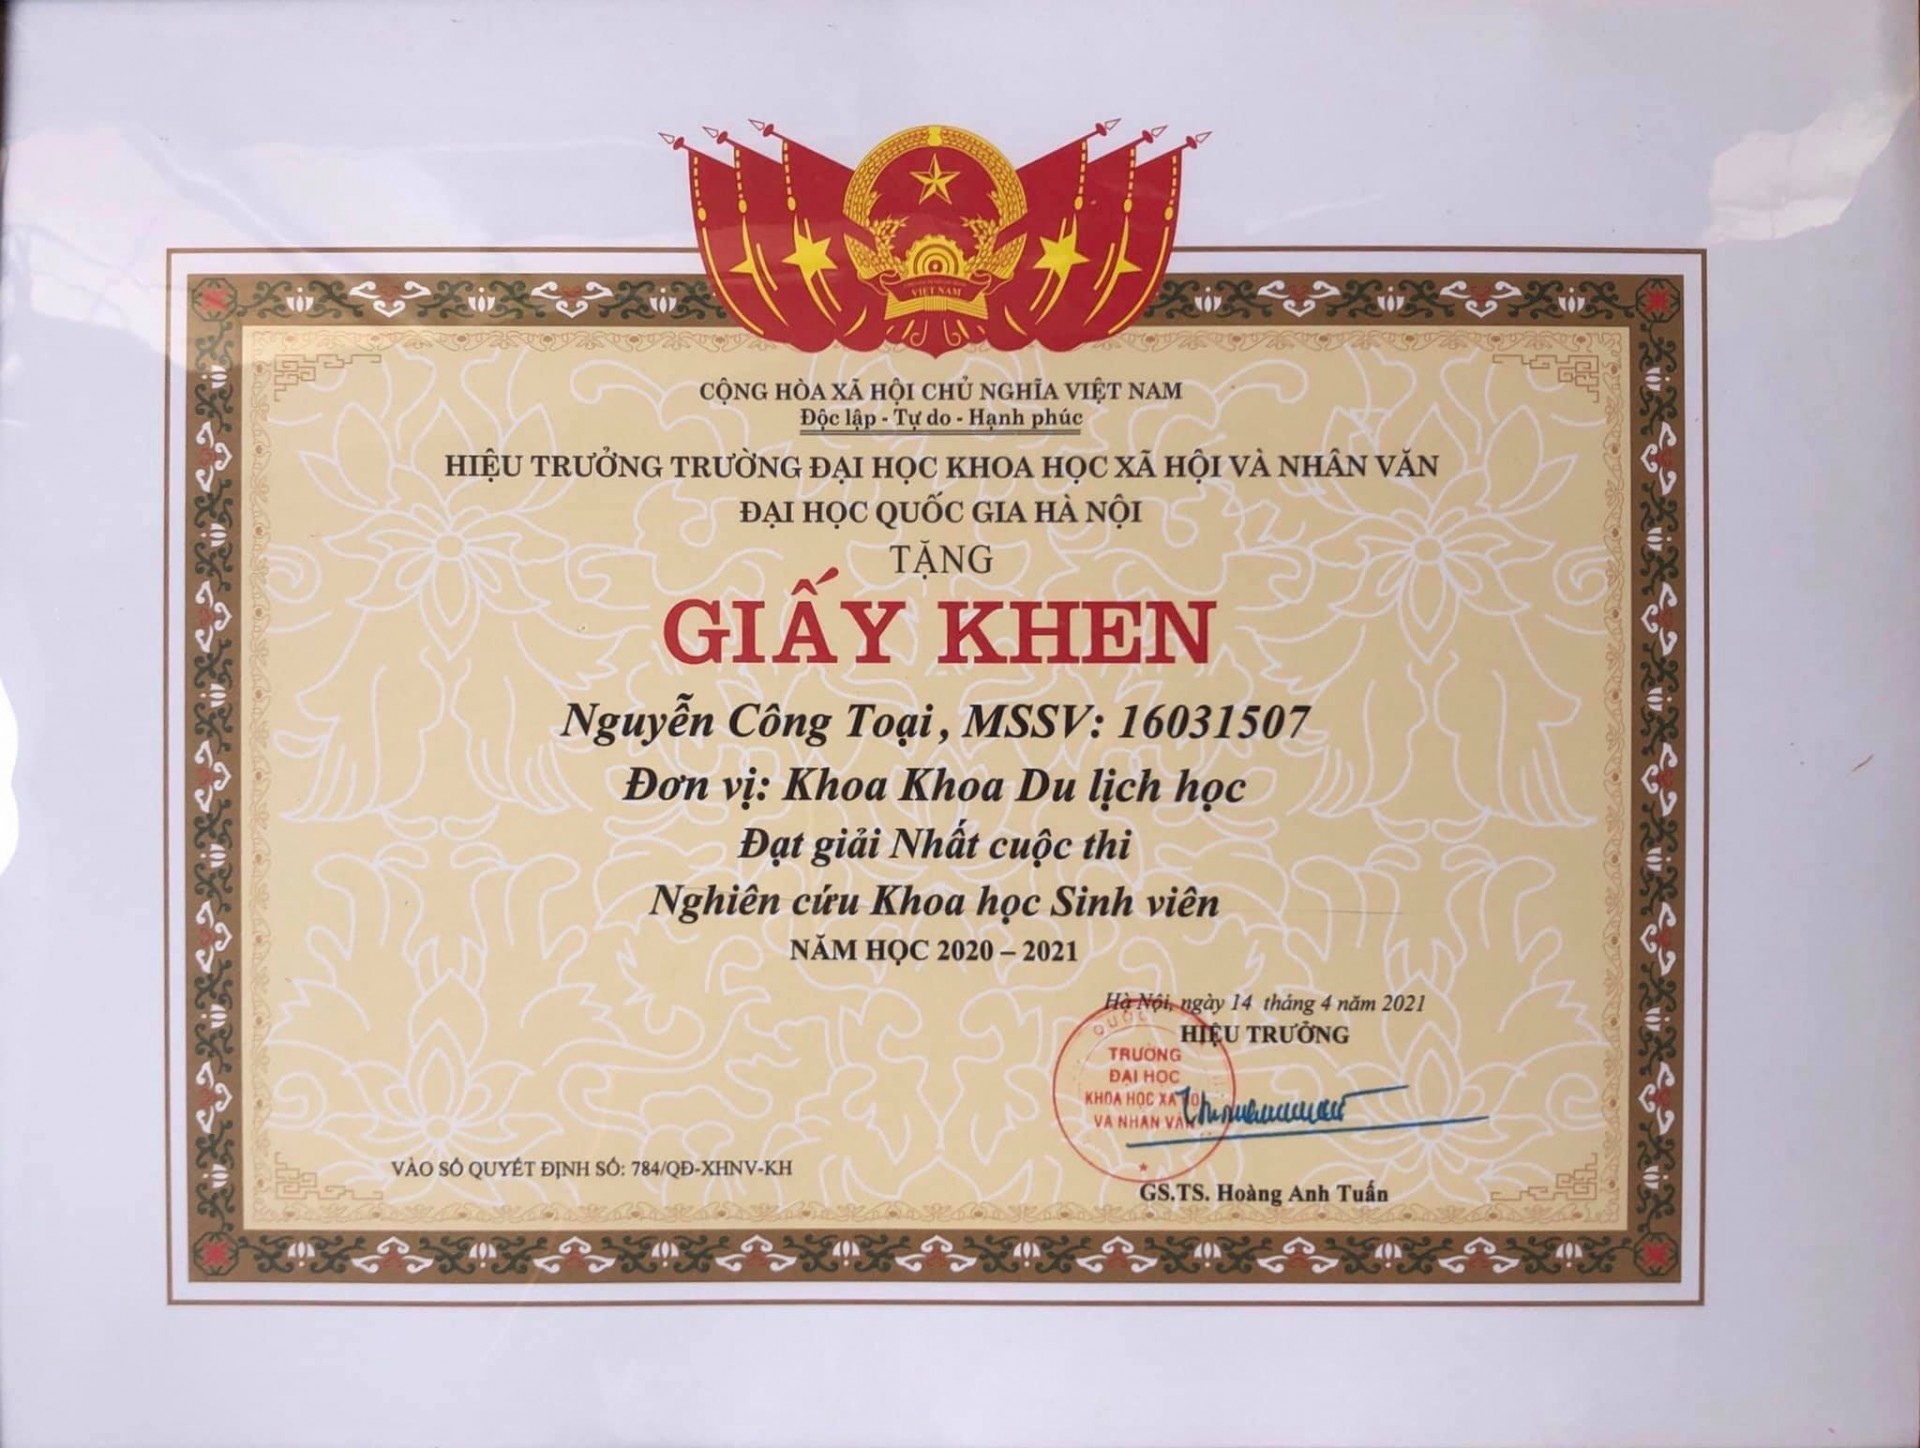 VIỆT NAM
CỘNG HÒA XÃ HỘI CHỦ NGHĨA VIỆT NAM
Độc lập - Tự do - Hạnh phúc
HIỆU TRƯỞNG TRƯỜNG ĐẠI HỌC KHOA HỌC XÃ HỘI VÀ NHÂN VĂN
ĐẠI HỌC QUỐC GIA HÀ NỘI
TẶNG
GIẤY KHEN
Nguyễn Công Toại, MSSV: 16031507
Đơn vị: Khoa Khoa Du lịch học
Đạt giải Nhất cuộc thi
Nghiên cứu Khoa học Sinh viên
NĂM HỌC 2020 – 2021
Hà Nội, ngày 14 tháng 4 năm 2021
HIỆU TRƯỞNG
QUỐC
TRƯỜNG
ĐẠI HỌC
KHOA HỌC XÃ
VÀ NHÂN VĂN
VÀO SỐ QUYẾT ĐỊNH SỐ: 784/QĐ-XHNV-KH
GS.TS. Hoàng Anh Tuấn